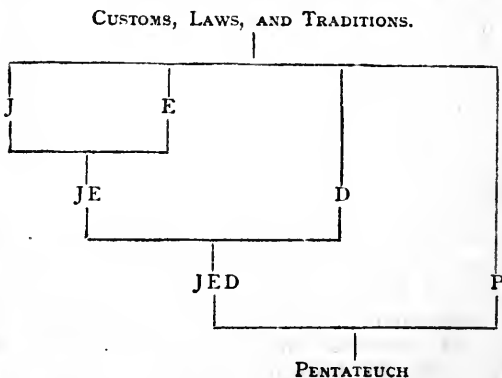 Customs, Laws, and Traditions.
J E
JE D
JED P
Pentateuch